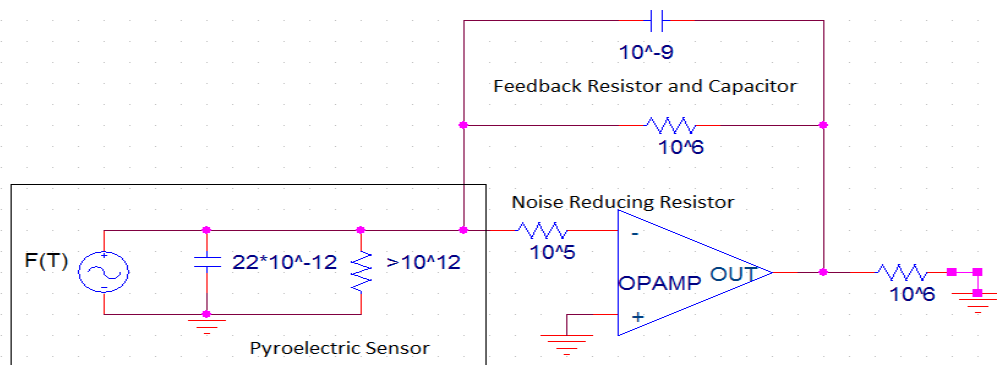 10^-9
Feedback Resistor and Capacitor
10^6
Noise Reducing Resistor
F(T)
22*10^-12
>10^12
10^5
-
OPAMP
OUT
+
10^6
Pyroelectric Sensor